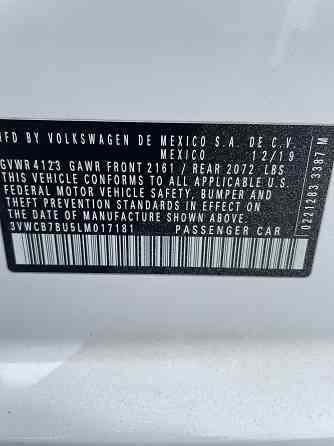 MFD BY VOLKSWAGEN DE MEXICO S.A. DE C.V.
MEXICO 12/19
GVWR 4123 GAWR FRONT 2161 / REAR 2072 LBS
THIS VEHICLE CONFORMS TO ALL APPLICABLE
FEDERAL MOTOR VEHICLE SAFETY, BUMPER AND
THEFT PREVENTION STANDARDS IN EFFECT ON
THE DATE OF MANUFACTURE SHOWN ABOVE.
3VWCB7BU5LM017181 PASSENGER CAR
0221283 3387 M